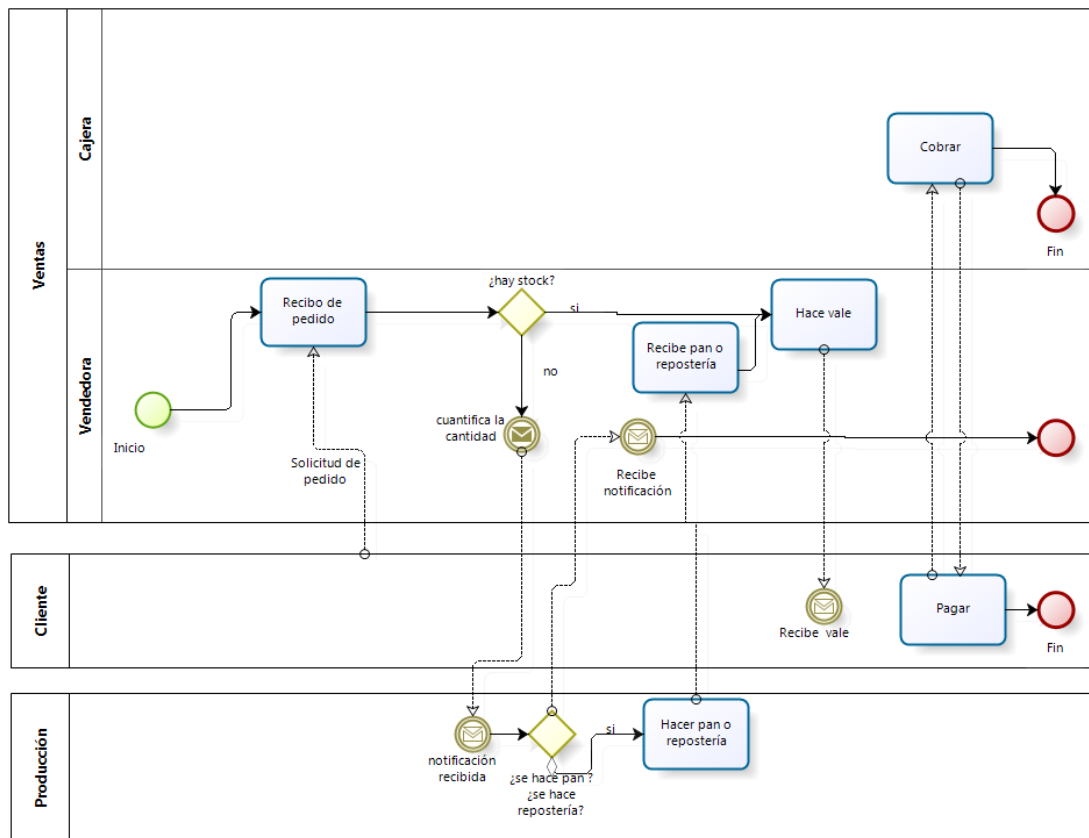 Ventas
Cajera
Cobrar
Fin
Vendedora
Inicio
Recibo de
pedido
Solicitud de
pedido
¿hay stock?
si
no
cuantifica la
cantidad
Recibe
notificación
Recibe pan o
repostería
Hace vale
Cliente
Recibe vale
Pagar
Fin
Producción
notificación
recibida
¿se hace pan ?
¿se hace
repostería?
si
Hacer pan o
repostería